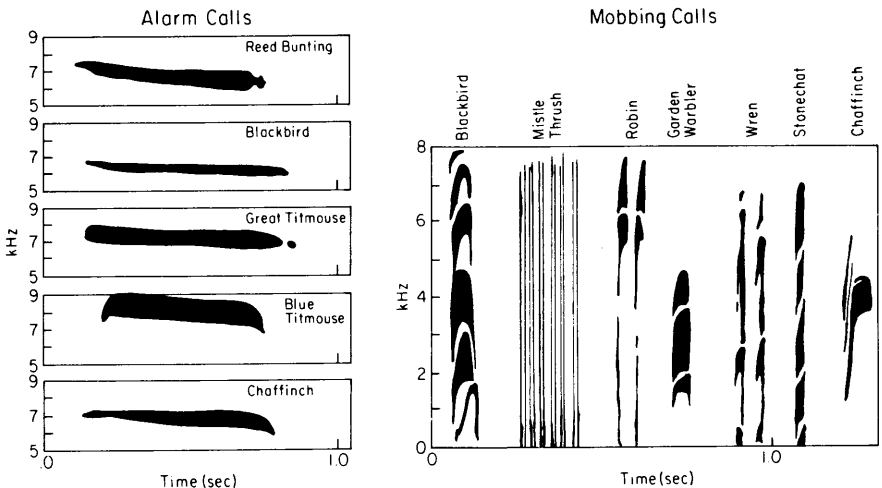 Alarm Calls
9
7
5
Reed Bunting
9
7
5
Blackbird
kHz
9
7
5
Great Titmouse
9
7
5
Blue
Titmouse
9
7
5
Chaffinch
.0
1.0
Time (sec)
Mobbing Calls
Blackbird
Mistle
Thrush
Robin
Garden
Warbler
Wren
Stonechat
Chaffinch
8
6
kHz
4
2
0
0
1.0
Time(sec)